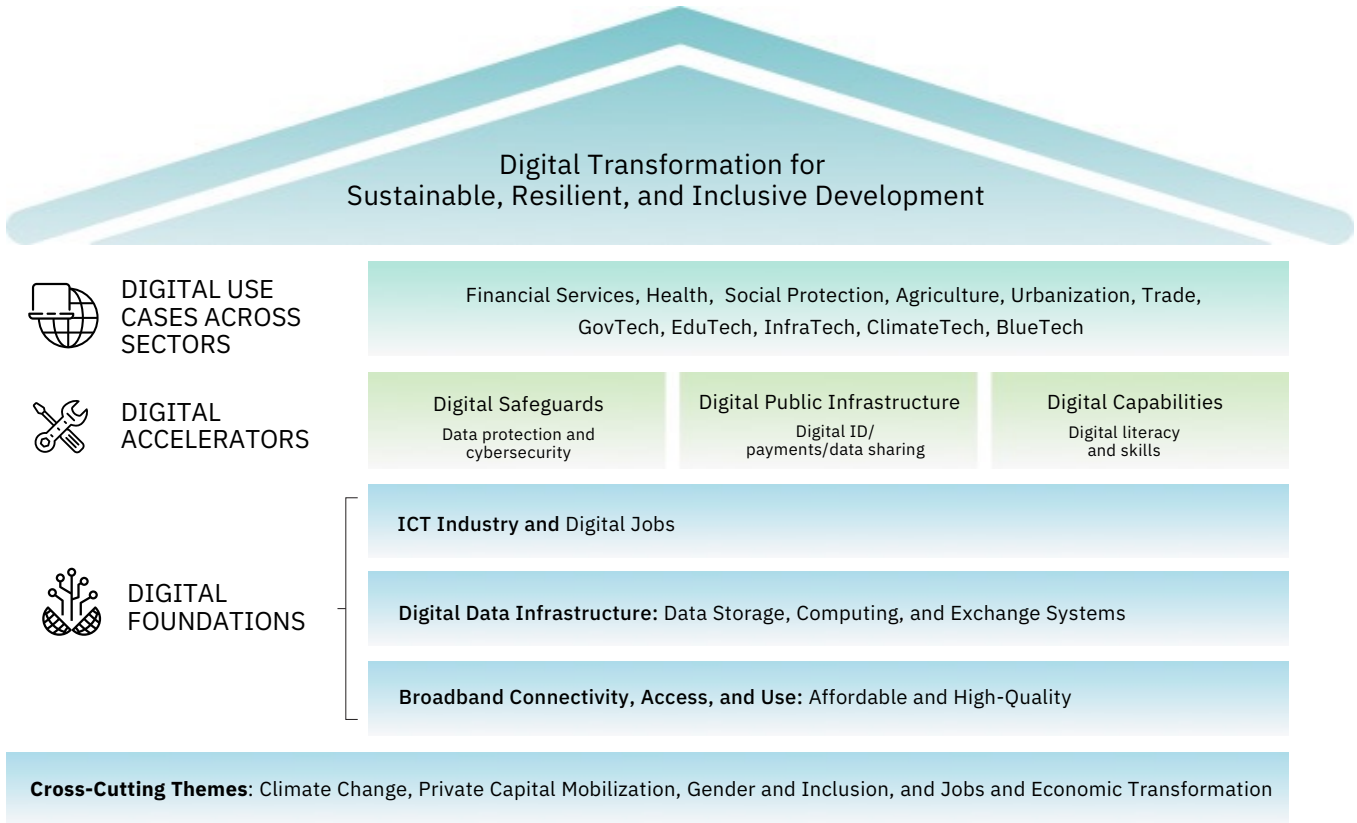 Digital Transformation for
Sustainable, Resilient, and Inclusive Development
DIGITAL USE
CASES ACROSS
SECTORS
Financial Services, Health, Social Protection, Agriculture, Urbanization, Trade,
GovTech, EduTech, InfraTech, ClimateTech, BlueTech
DIGITAL
ACCELERATORS
Digital Safeguards
Data protection and
cybersecurity
Digital Public Infrastructure
Digital ID/
payments/data sharing
Digital Capabilities
Digital literacy
and skills
DIGITAL
FOUNDATIONS
ICT Industry and Digital Jobs
Digital Data Infrastructure: Data Storage, Computing, and Exchange Systems
Broadband Connectivity, Access, and Use: Affordable and High-Quality
Cross-Cutting Themes: Climate Change, Private Capital Mobilization, Gender and Inclusion, and Jobs and Economic Transformation